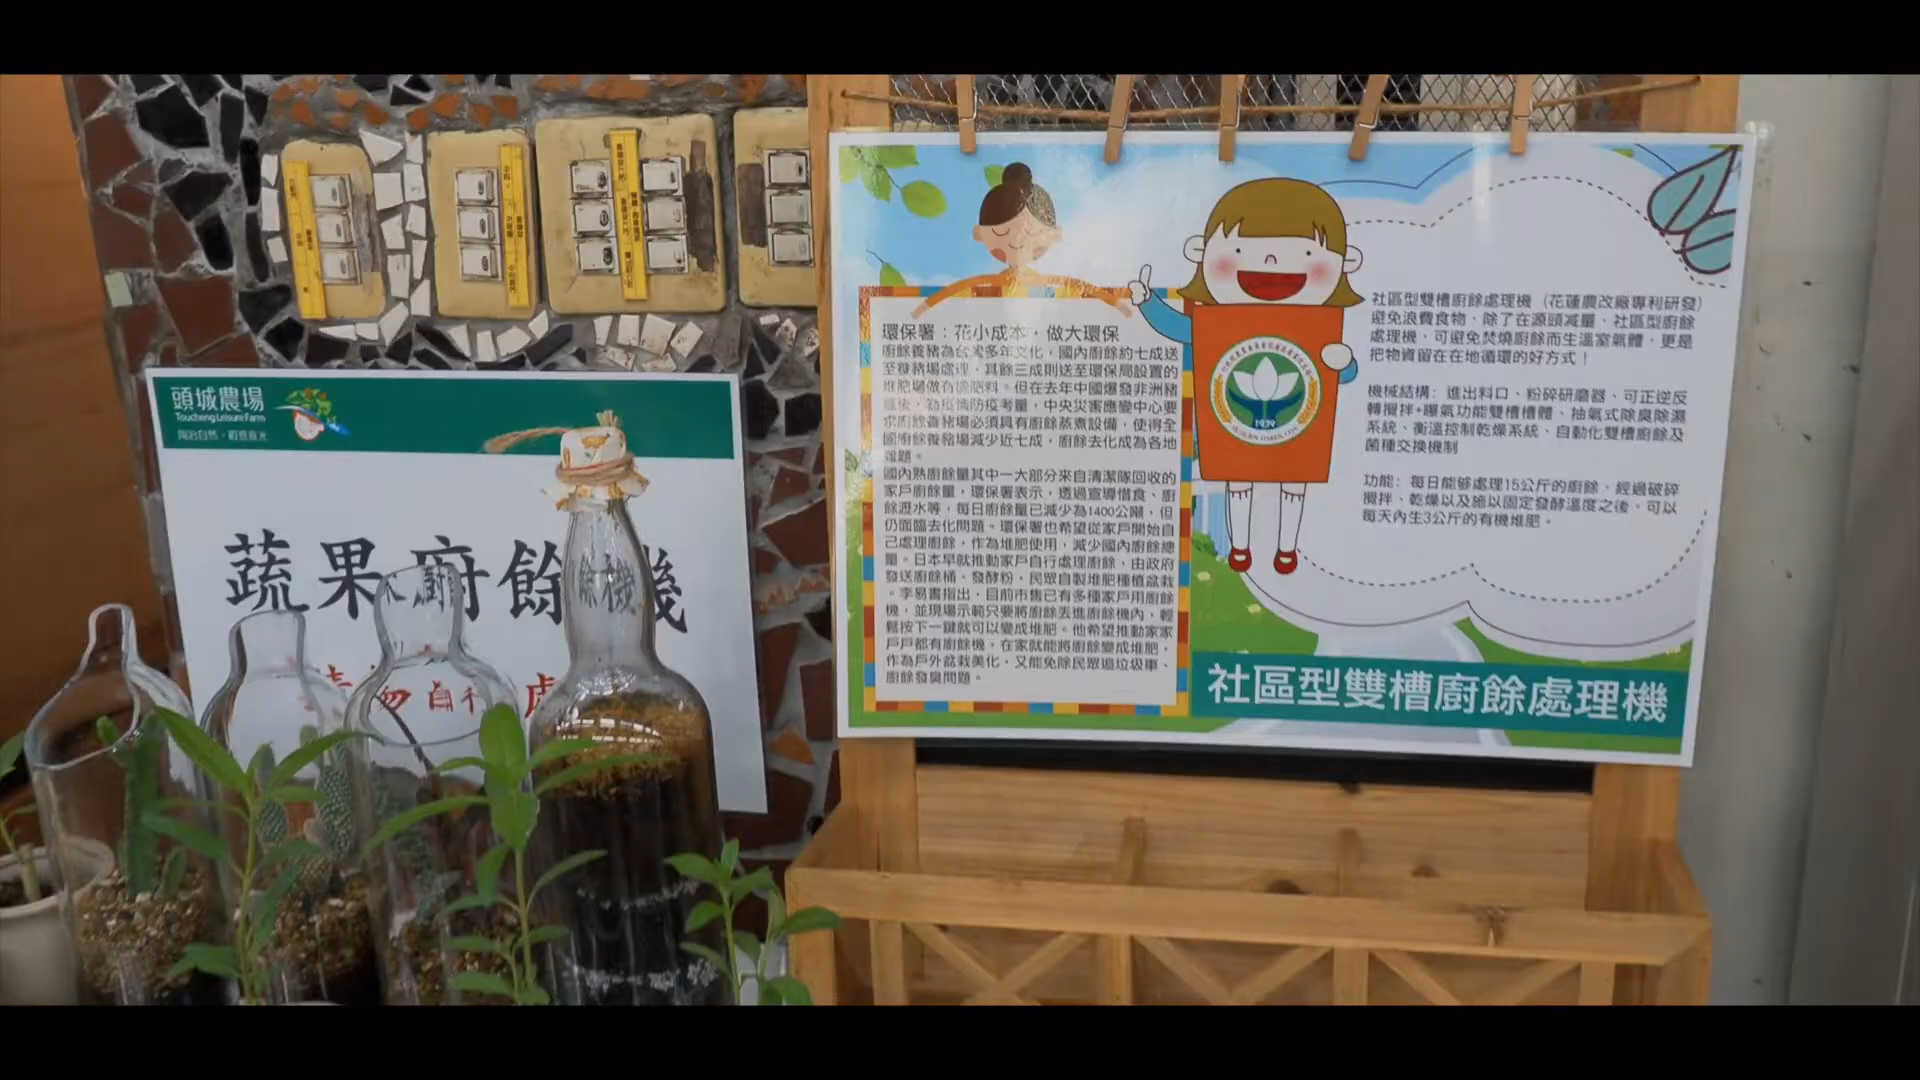 頭城農場
Toucheng Leisure Farm
蔬果廚餘機
請勿自行
環保署：花小成本，做大環保
廚餘養豬為台灣多年文化，國內廚餘約七成送
至養豬場處理，其餘三成則送至環保局設置的
堆肥場做有機肥料。但在去年中國爆發非洲豬
瘟後，為疫情防疫考量，中央災害應變中心要
求廚餘養豬場必須具有廚餘蒸煮設備，使得全
國廚餘養豬場減少近七成，廚餘去化成為各地
難題。
國內熟廚餘量其中一大部分來自清潔隊回收的
家戶廚餘量，環保署表示，透過宣導惜食、廚
餘瀝水等，每日廚餘量已減少為1400公噸，但
仍面臨去化問題。環保署也希望從家戶開始自
己處理廚餘，作為堆肥使用，減少國內廚餘總
量。日本早就推動家戶自行處理廚餘，由政府
發送廚餘桶、發酵粉，民眾自製堆肥種植盆栽
。李易書指出，目前市售已有多種家戶用廚餘
機，並現場示範只要將廚餘丟進廚餘機內，輕
鬆按下一鍵就可以變成堆肥。他希望推動家家
戶戶都有廚餘機，在家就能將廚餘變成堆肥，
作為戶外盆栽美化，又能免除民眾追垃圾車、
廚餘發臭問題。
1939
社區型雙槽廚餘處理機（花蓮農改廠專利研發）
避免浪費食物，除了在源頭減量、社區型廚餘
處理機，可避免焚燒廚餘而生溫室氣體，更是
把物資留在在地循環的好方式！
機械結構：進出料口、粉碎研磨器、可正逆反
轉攪拌+曝氣功能雙槽槽體、抽氣式除臭除濕
系統、衡溫控制乾燥系統、自動化雙槽廚餘及
菌種交換機制
功能：每日能够處理15公斤的廚餘，經過破碎
攪拌、乾燥以及施以固定發酵溫度之後，可以
每天內生3公斤的有機堆肥。
社區型雙槽廚餘處理機